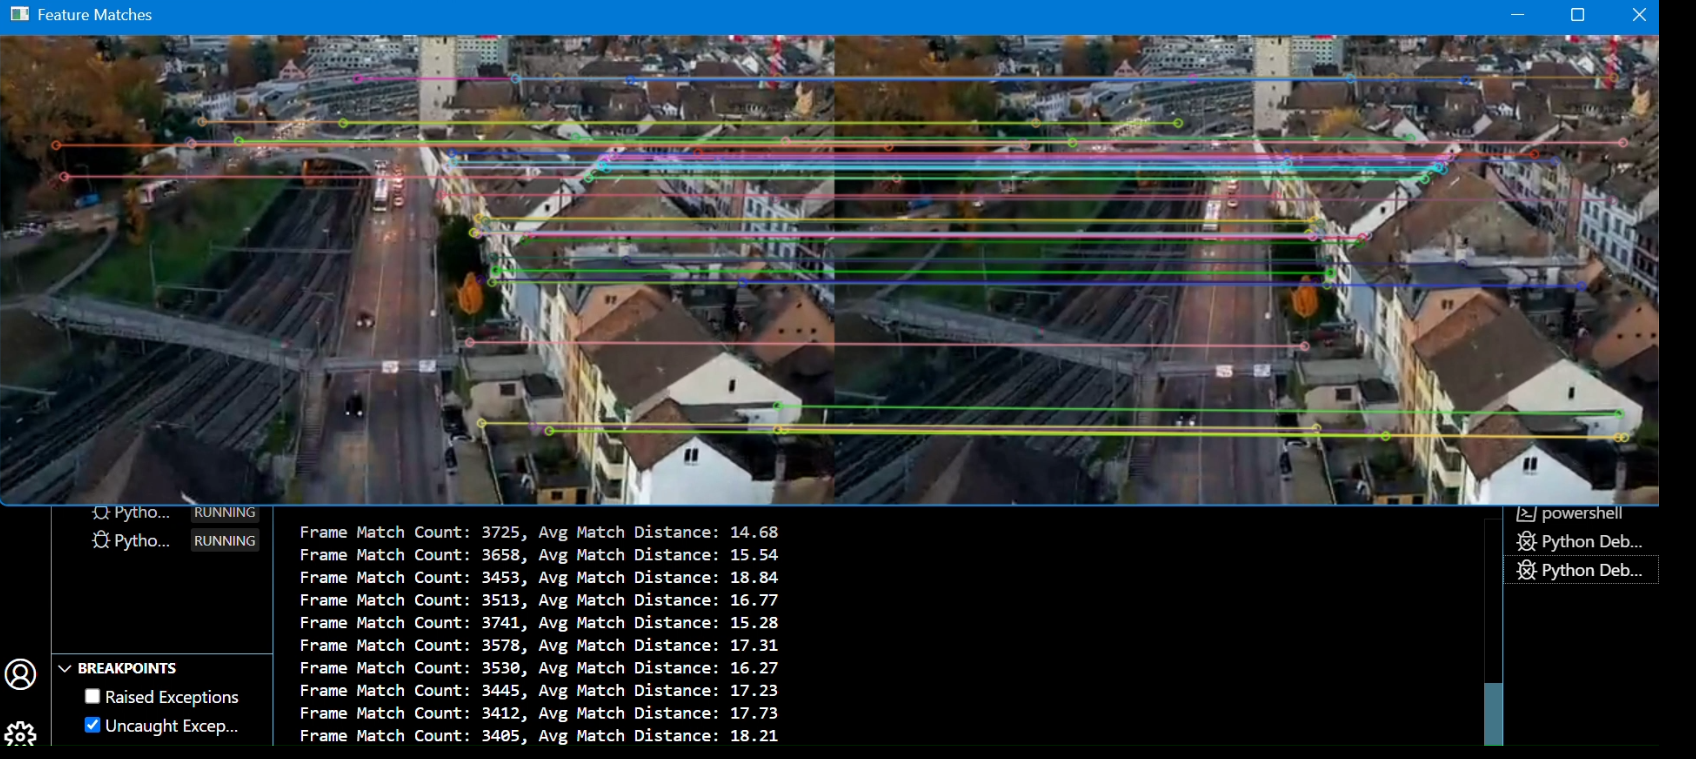 Feature Matches
Pytho... RUNNING
Pytho... RUNNING
BREAKPOINTS
Raised Exceptions
Uncaught Excep...
Frame Match Count: 3725, Avg Match Distance: 14.68
Frame Match Count: 3658, Avg Match Distance: 15.54
Frame Match Count: 3453, Avg Match Distance: 18.84
Frame Match Count: 3513, Avg Match Distance: 16.77
Frame Match Count: 3741, Avg Match Distance: 15.28
Frame Match Count: 3578, Avg Match Distance: 17.31
Frame Match Count: 3530, Avg Match Distance: 16.27
Frame Match Count: 3445, Avg Match Distance: 17.23
Frame Match Count: 3412, Avg Match Distance: 17.73
Frame Match Count: 3405, Avg Match Distance: 18.21
powershell
Python Deb...
Python Deb...